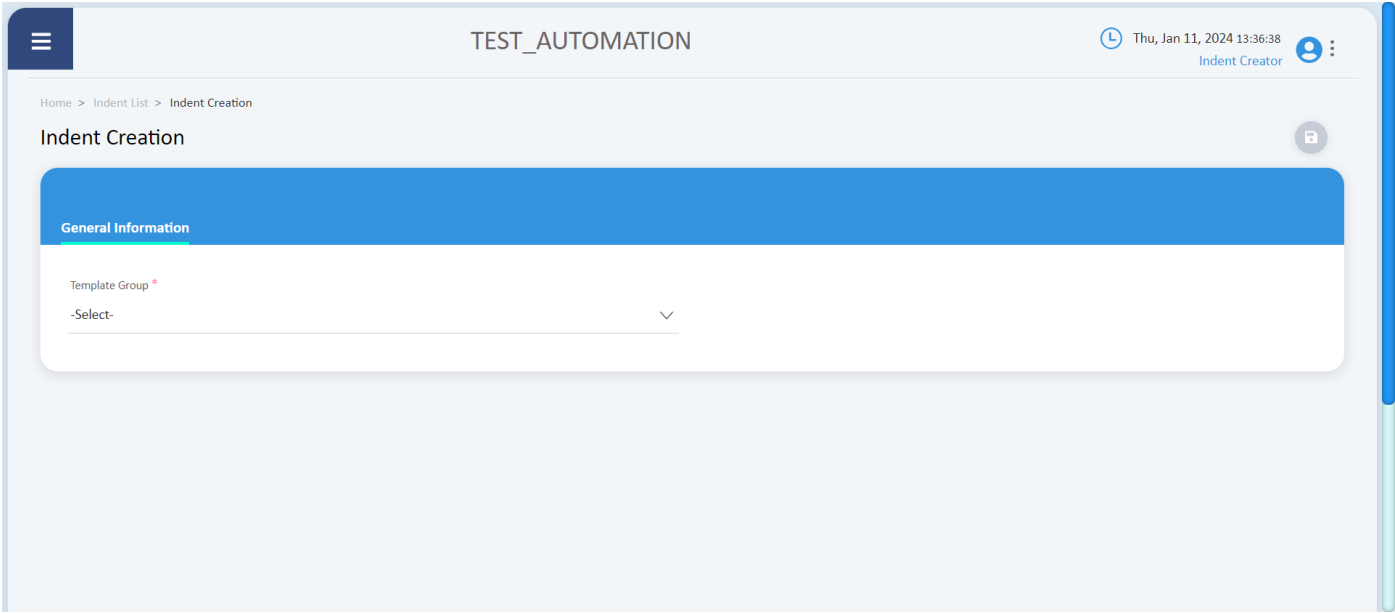 TEST_AUTOMATION
Thu, Jan 11, 2024 13:36:38
Indent Creator
Home > Indent List > Indent Creation
Indent Creation
General Information
Template Group *
-Select-